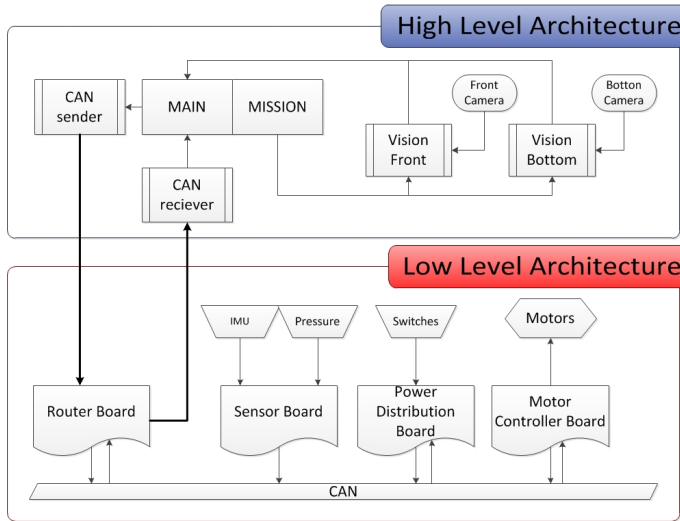 High Level Architecture
CAN
sender
MAIN
MISSION
Front
Camera
Botton
Camera
Vision
Front
Vision
Bottom
CAN
reciever
Low Level Architecture
IMU
Pressure
Switches
Motors
Router Board
Sensor Board
Power
Distribution
Board
Motor
Controller Board
CAN